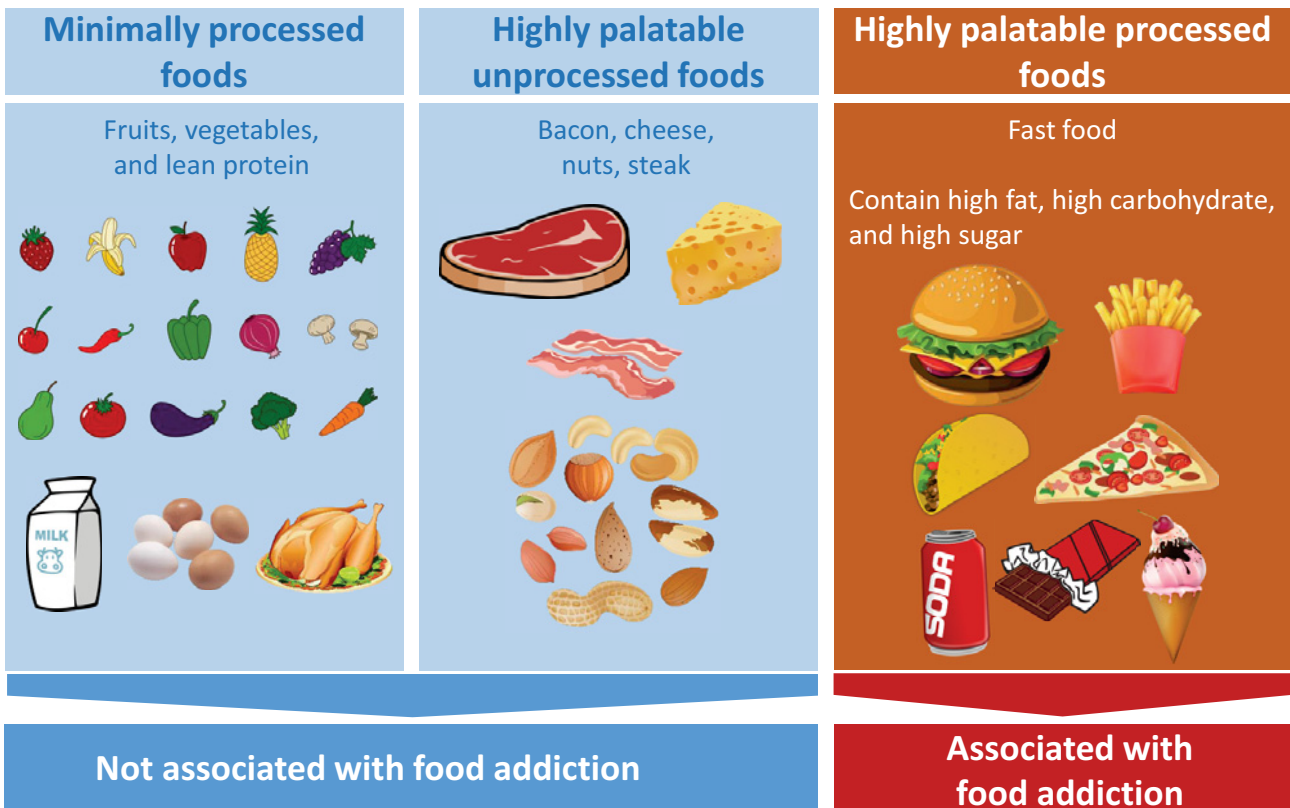 Minimally processed
foods
Fruits, vegetables,
and lean protein
MILK
Highly palatable
unprocessed foods
Bacon, cheese,
nuts, steak
Highly palatable processed
foods
Fast food
Contain high fat, high carbohydrate,
and high sugar
SODA
Not associated with food addiction
Associated with
food addiction